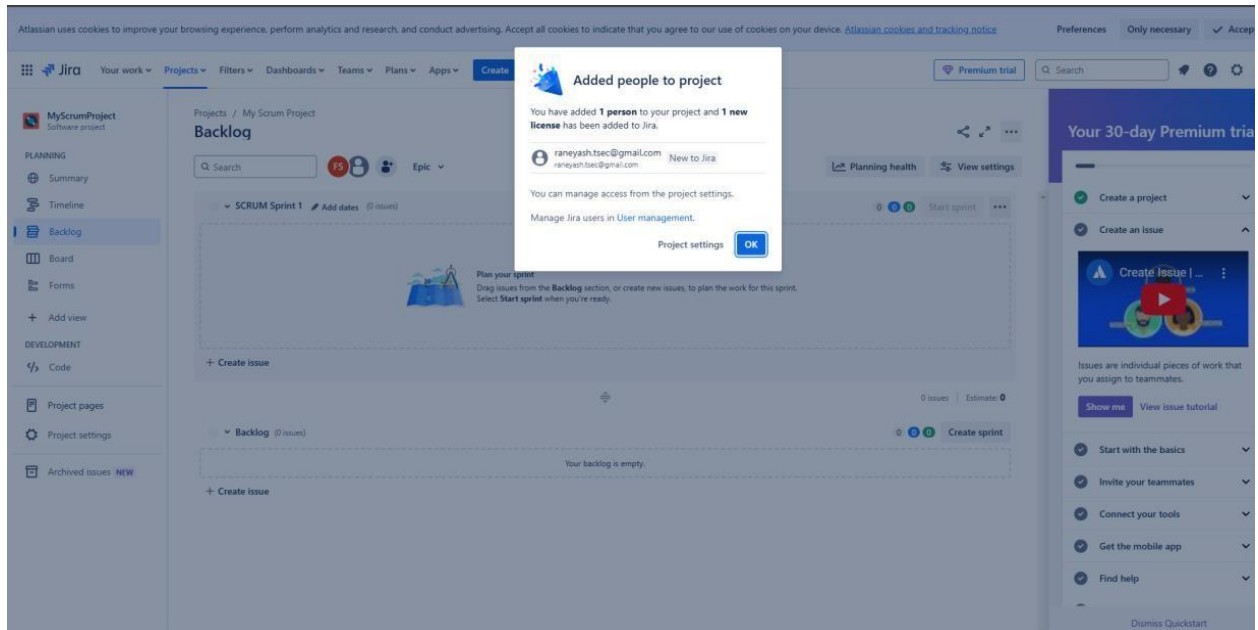 Atlassian uses cookies to improve your browsing experience, perform analytics and research, and conduct advertising. Accept all cookies to indicate that you agree to our use of cookies on your device. Atlassian cookies and tracking notice
Preferences
Only necessary
Jira
Your work
Projects
Filters
Dashboards
Teams
Plans
Apps
Create
Premium trial
Search
MyScrumProject
Software project
PLANNING
Summary
Timeline
Backlog
Board
Forms
Add view
DEVELOPMENT
Code
Project pages
Project settings
Archived issues NEW
Projects / My Scrum Project
Backlog
Search
FS
Epic
Planning health
View settings
SCRUM Sprint 1 Add dates (0 issues)
0 0 0 Start sprint
Plan your sprint
Drag issues from the Backlog section, or create new issues, to plan the work for this sprint.
Select Start sprint when you're ready.
+ Create issue
0 issues | Estimate: 0
Backlog (0 issues)
0 0 0 Create sprint
Your backlog is empty.
+ Create issue
Added people to project
You have added 1 person to your project and 1 new
license has been added to Jira.
raneyash.tsec@gmail.com New to Jira
raneyash.tsec@gmail.com
You can manage access from the project settings.
Manage Jira users in User management.
Project settings
OK
Your 30-day Premium tria
Create a project
Create an issue
Create Issue | ...
Issues are individual pieces of work that
you assign to teammates.
Show me
View issue tutorial
Start with the basics
Invite your teammates
Connect your tools
Get the mobile app
Find help
Dismiss Quickstart